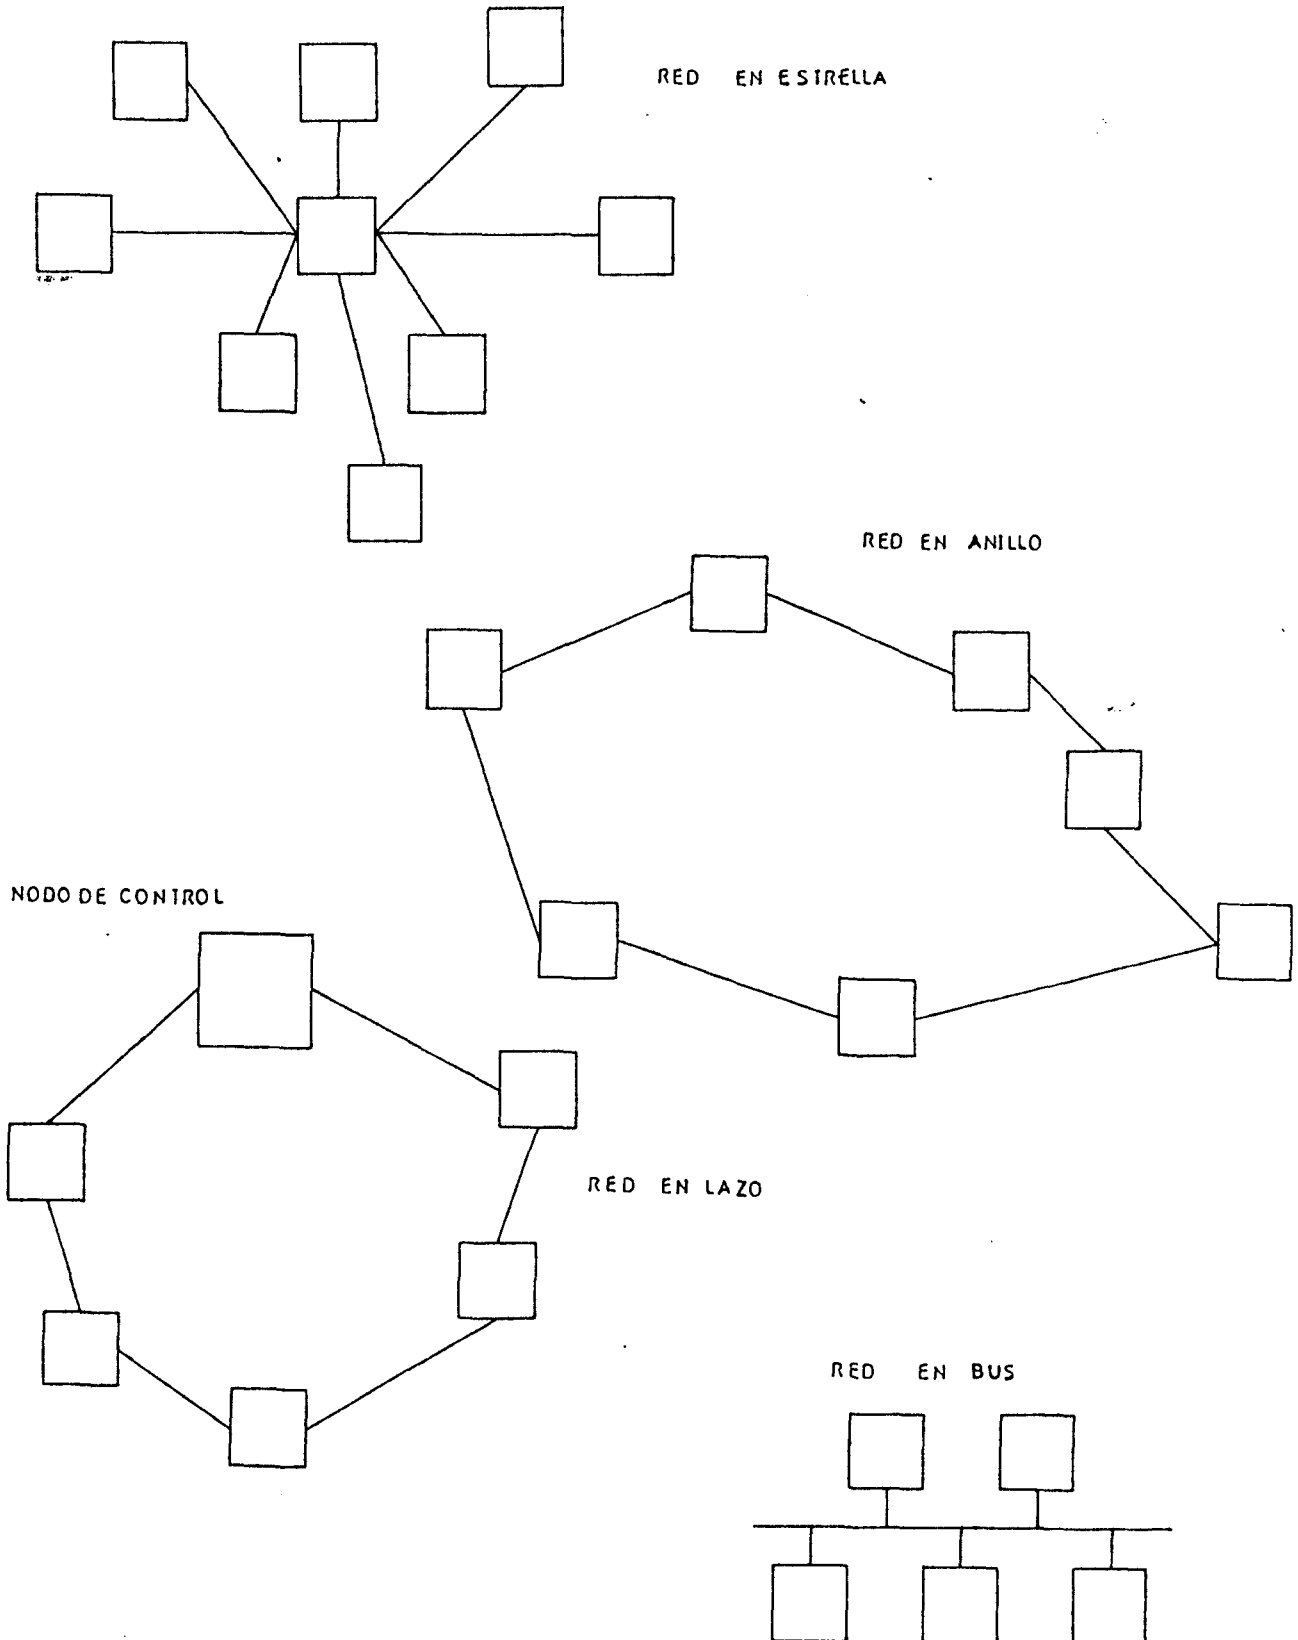 RED EN ESTRELLA
RED EN ANILLO
NODO DE CONTROL
RED EN LAZO
RED EN BUS